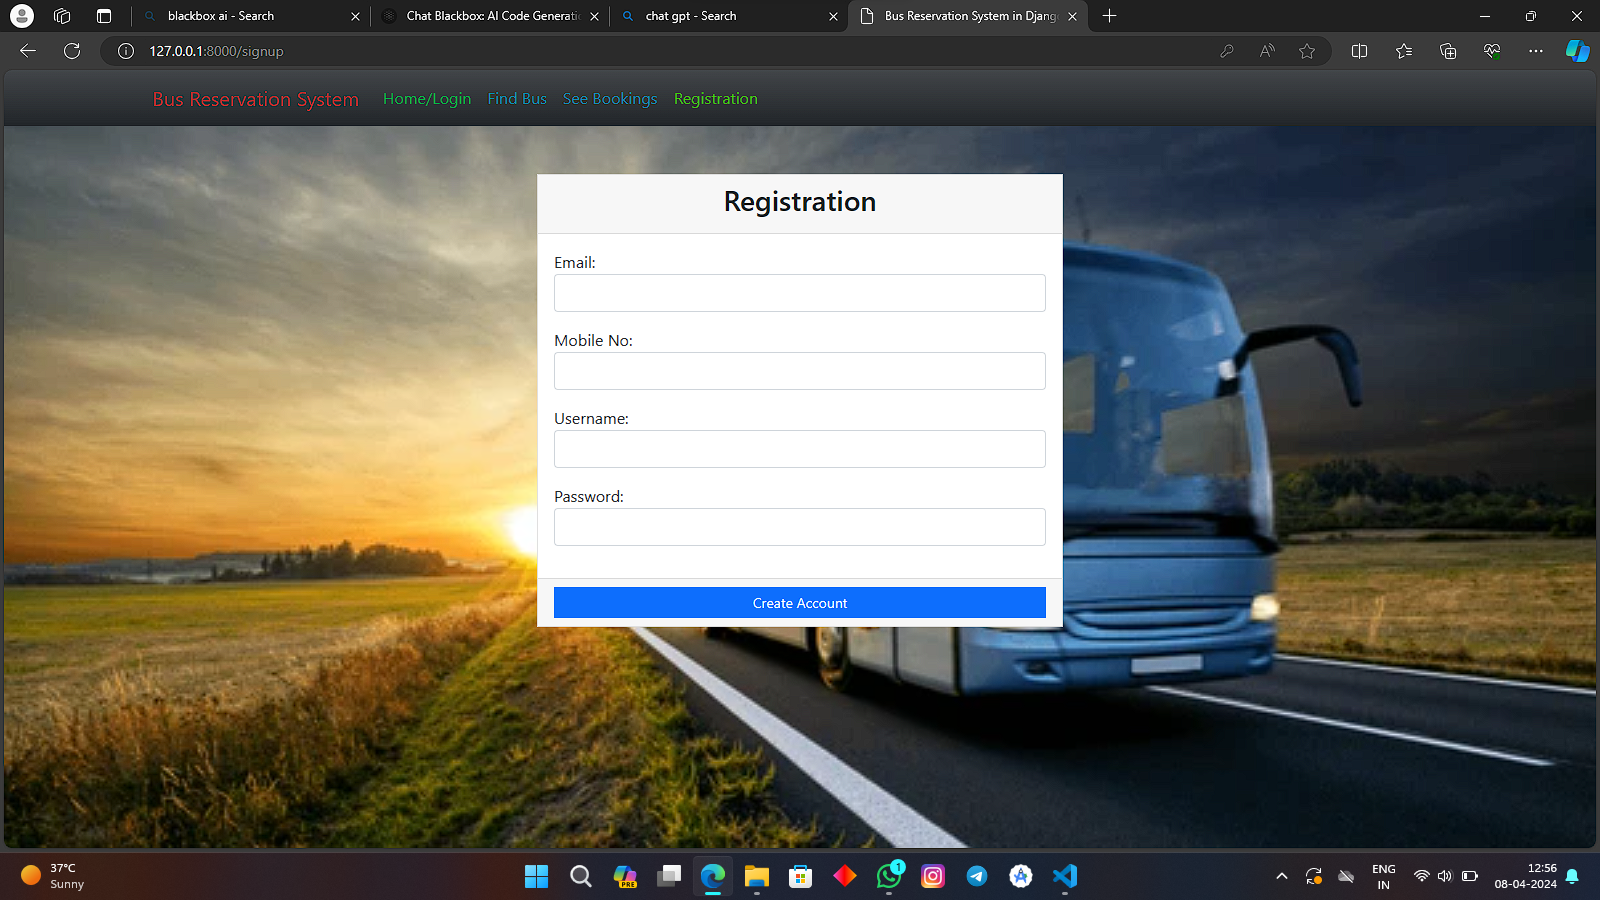 blackbox ai - Search
Chat Blackbox: AI Code Generati
chat gpt - Search
Bus Reservation System in Djang
127.0.0.1:8000/signup
Bus Reservation System
Home/Login
Find Bus
See Bookings
Registration
Registration
Email:
Mobile No:
Username:
Password:
Create Account
37°C
Sunny
PRE
1
ENG
IN
12:56
08-04-2024